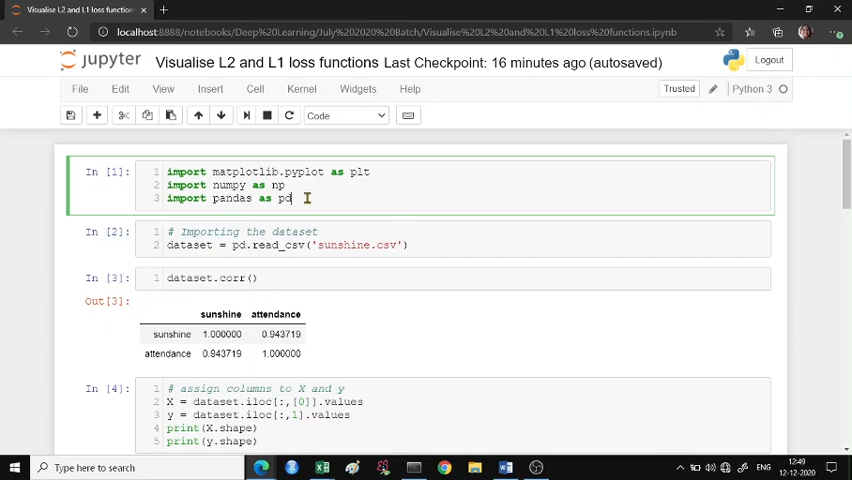 Visualise L2 and L1 loss functions
localhost:8888/notebooks/Deep%20Learning/July%202020%20Batch/Visualise%20L2%20and%20L1%20loss%20functions.ipynb
jupyter Visualise L2 and L1 loss functions Last Checkpoint: 16 minutes ago (autosaved)
Logout
File Edit View Insert Cell Kernel Widgets Help
Trusted Python 3
Code
In [1]: 1 import matplotlib.pyplot as plt
2 import numpy as np
3 import pandas as pd
In [2]: 1 # Importing the dataset
2 dataset = pd.read_csv('sunshine.csv')
In [3]: 1 dataset.corr()
Out[3]:
sunshine attendance
sunshine 1.000000 0.943719
attendance 0.943719 1.000000
In [4]: 1 # assign columns to X and y
2 X = dataset.iloc[:,[0]].values
3 y = dataset.iloc[:,1].values
4 print(X.shape)
5 print(y.shape)
Type here to search
ENG
12:49
12-12-2020